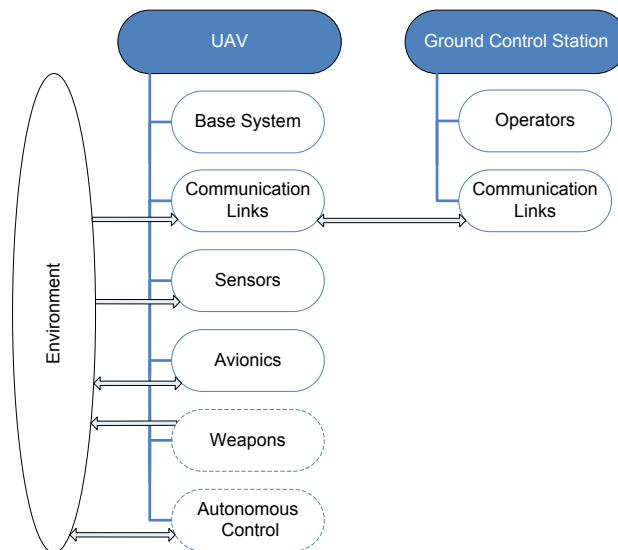 UAV
Ground Control Station
Base System
Operators
Communication
Links
Communication
Links
Environment
Sensors
Avionics
Weapons
Autonomous
Control